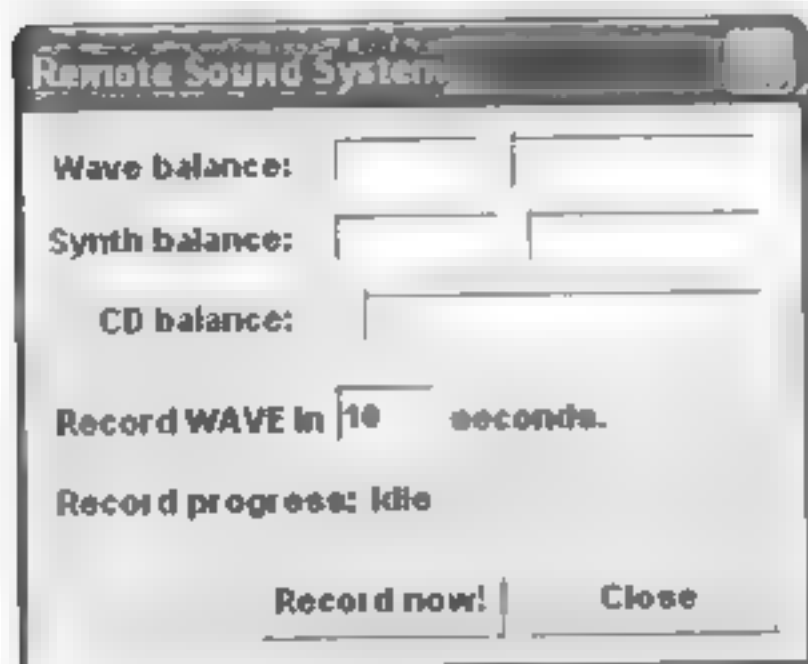 Remote Sound System
Wave balance:
Synth balance:
CD balance:
Record WAVE in 10 seconds.
Record progress: Idle
Record now! Close